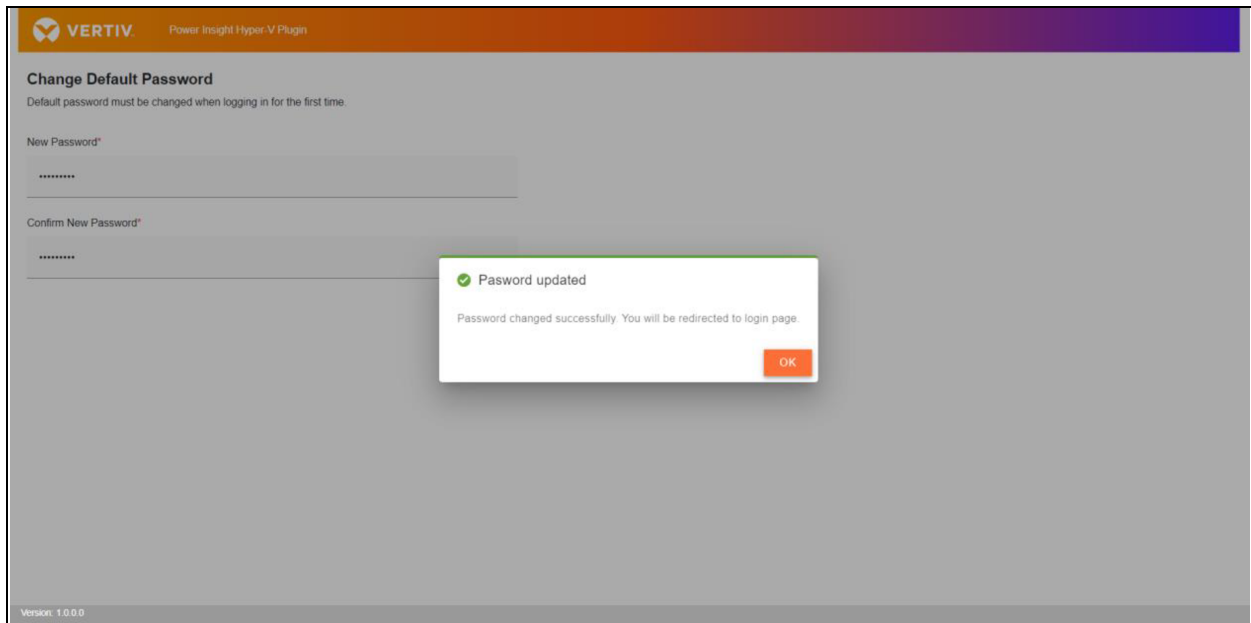 VERTIV. Power Insight Hyper-V Plugin
Change Default Password
Default password must be changed when logging in for the first time.
New Password*
•••••••••
Confirm New Password*
•••••••••
Pasword updated
Password changed successfully. You will be redirected to login page.
OK
Version: 1.0.0.0